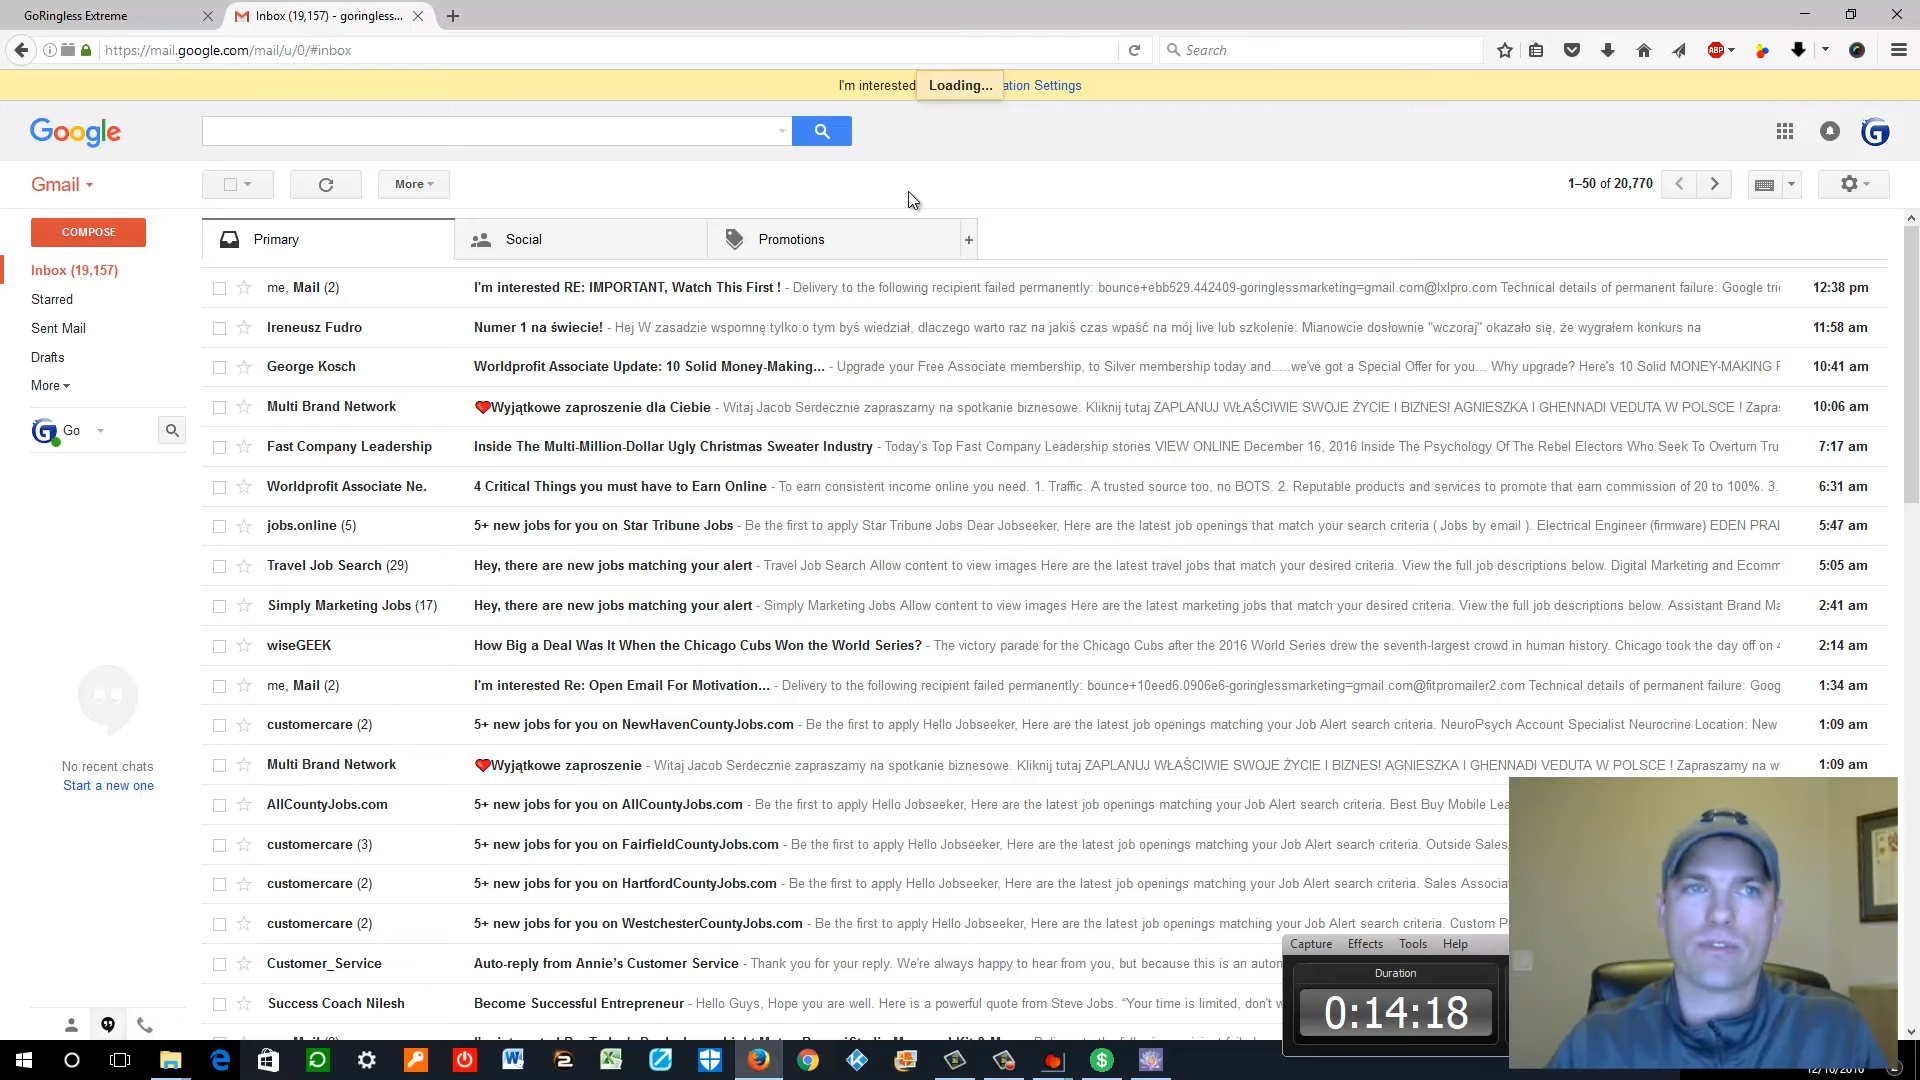 GoRingless Extreme
Inbox (19,157) - goringless...
https://mail.google.com/mail/u/0/#inbox
Search
ABP
I'm interested Loading... ation Settings
Google
Gmail
More
1–50 of 20,770
COMPOSE
Primary
Social
Promotions
Inbox (19,157)
Starred
Sent Mail
Drafts
More
Go
No recent chats
Start a new one
me, Mail (2) I'm interested RE: IMPORTANT, Watch This First ! - Delivery to the following recipient failed permanently: bounce+ebb529.442409-goringlessmarketing=gmail.com@lxlpro.com Technical details of permanent failure: Google trie 12:38 pm
Ireneusz Fudro Numer 1 na świecie! - Hej W zasadzie wspomnę tylko o tym byś wiedział, dlaczego warto raz na jakiś czas wpaść na mój live lub szkolenie. Mianowcie dosłownie "wczoraj" okazało się, że wygrałem konkurs na 11:58 am
George Kosch Worldprofit Associate Update: 10 Solid Money-Making... - Upgrade your Free Associate membership, to Silver membership today and.....we've got a Special Offer for you... Why upgrade? Here's 10 Solid MONEY-MAKING F 10:41 am
Multi Brand Network ❤Wyjątkowe zaproszenie dla Ciebie - Witaj Jacob Serdecznie zapraszamy na spotkanie biznesowe. Kliknij tutaj ZAPLANUJ WŁAŚCIWIE SWOJE ŻYCIE I BIZNES! AGNIESZKA I GHENNADI VEDUTA W POLSCE ! Zapra 10:06 am
Fast Company Leadership Inside The Multi-Million-Dollar Ugly Christmas Sweater Industry - Today's Top Fast Company Leadership stories VIEW ONLINE December 16, 2016 Inside The Psychology Of The Rebel Electors Who Seek To Overturn Tru 7:17 am
Worldprofit Associate Ne. 4 Critical Things you must have to Earn Online - To earn consistent income online you need. 1. Traffic. A trusted source too, no BOTS. 2. Reputable products and services to promote that earn commission of 20 to 100%. 3. 6:31 am
jobs.online (5) 5+ new jobs for you on Star Tribune Jobs - Be the first to apply Star Tribune Jobs Dear Jobseeker, Here are the latest job openings that match your search criteria ( Jobs by email ). Electrical Engineer (firmware) EDEN PRAI 5:47 am
Travel Job Search (29) Hey, there are new jobs matching your alert - Travel Job Search Allow content to view images Here are the latest travel jobs that match your desired criteria. View the full job descriptions below. Digital Marketing and Ecomm 5:05 am
Simply Marketing Jobs (17) Hey, there are new jobs matching your alert - Simply Marketing Jobs Allow content to view images Here are the latest marketing jobs that match your desired criteria. View the full job descriptions below. Assistant Brand Ma 2:41 am
wiseGEEK How Big a Deal Was It When the Chicago Cubs Won the World Series? - The victory parade for the Chicago Cubs after the 2016 World Series drew the seventh-largest crowd in human history. Chicago took the day off on 4 2:14 am
me, Mail (2) I'm interested Re: Open Email For Motivation... - Delivery to the following recipient failed permanently: bounce+10eed6.0906e6-goringlessmarketing=gmail.com@fitpromailer2.com Technical details of permanent failure: Goog 1:34 am
customercare (2) 5+ new jobs for you on NewHavenCountyJobs.com - Be the first to apply Hello Jobseeker, Here are the latest job openings matching your Job Alert search criteria. NeuroPsych Account Specialist Neurocrine Location: New 1:09 am
Multi Brand Network ❤Wyjątkowe zaproszenie - Witaj Jacob Serdecznie zapraszamy na spotkanie biznesowe. Kliknij tutaj ZAPLANUJ WŁAŚCIWIE SWOJE ŻYCIE I BIZNES! AGNIESZKA I GHENNADI VEDUTA W POLSCE ! Zapraszamy na w 1:09 am
AllCountyJobs.com 5+ new jobs for you on AllCountyJobs.com - Be the first to apply Hello Jobseeker, Here are the latest job openings matching your Job Alert search criteria. Best Buy Mobile Lea
customercare (3) 5+ new jobs for you on FairfieldCountyJobs.com - Be the first to apply Hello Jobseeker, Here are the latest job openings matching your Job Alert search criteria. Outside Sales
customercare (2) 5+ new jobs for you on HartfordCountyJobs.com - Be the first to apply Hello Jobseeker, Here are the latest job openings matching your Job Alert search criteria. Sales Associa
customercare (2) 5+ new jobs for you on WestchesterCountyJobs.com - Be the first to apply Hello Jobseeker, Here are the latest job openings matching your Job Alert search criteria. Custom P
Customer_Service Auto-reply from Annie's Customer Service - Thank you for your reply. We're always happy to hear from you, but because this is an auton
Success Coach Nilesh Become Successful Entrepreneur - Hello Guys, Hope you are well. Here is a powerful quote from Steve Jobs. “Your time is limited, don't w
Capture Effects Tools Help
Duration
0:14:18
12/16/2016